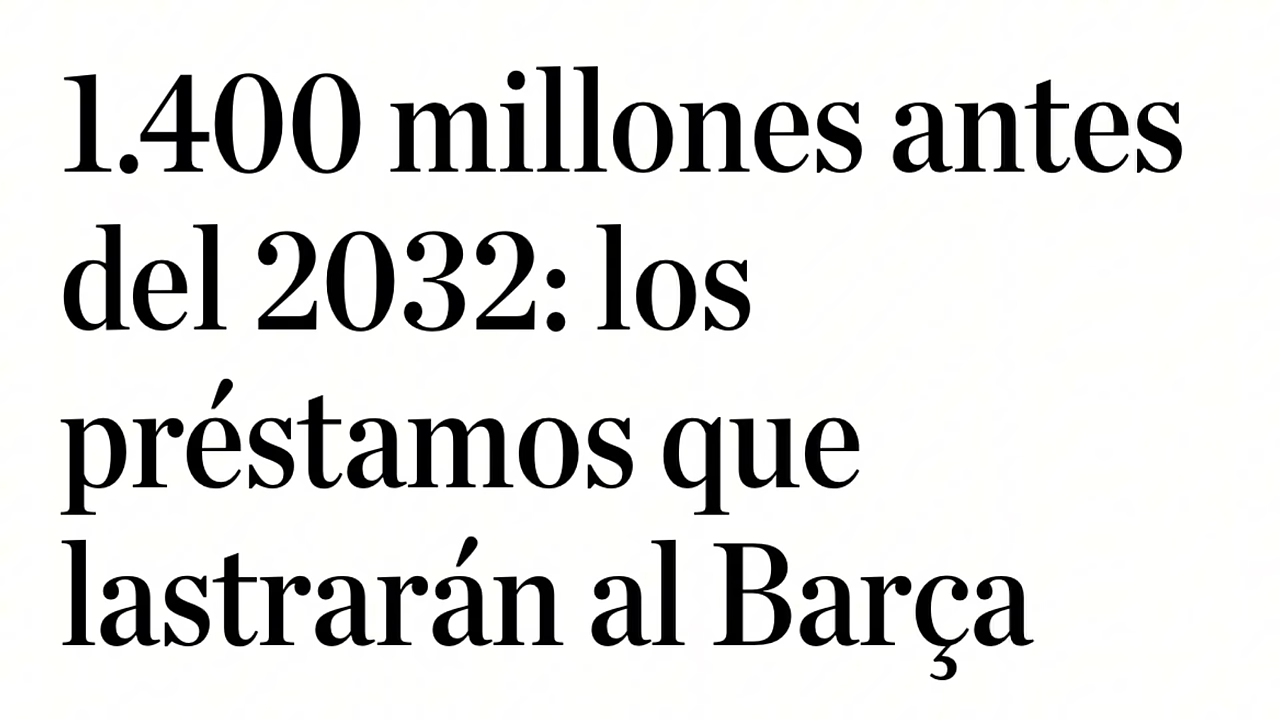 1.400 millones antes
del 2032: los
préstamos que
lastrarán al Barça